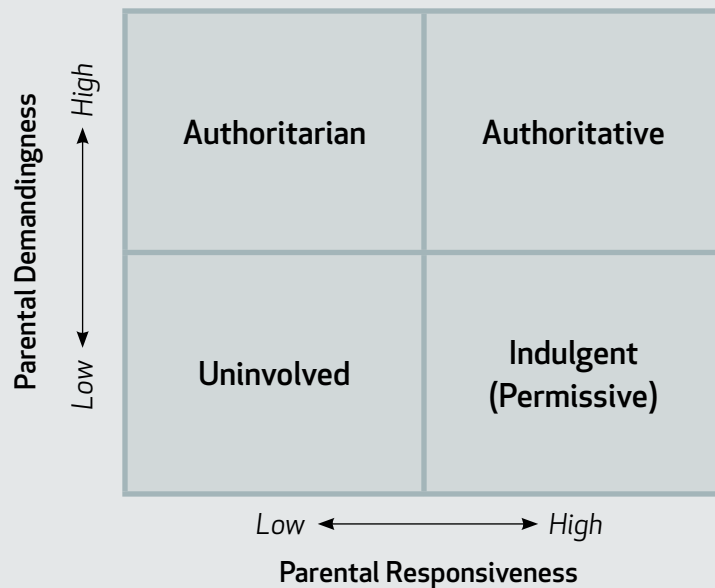 Parental Demandingness
High
Low
Authoritarian
Authoritative
Uninvolved
Indulgent
(Permissive)
Low
High
Parental Responsiveness